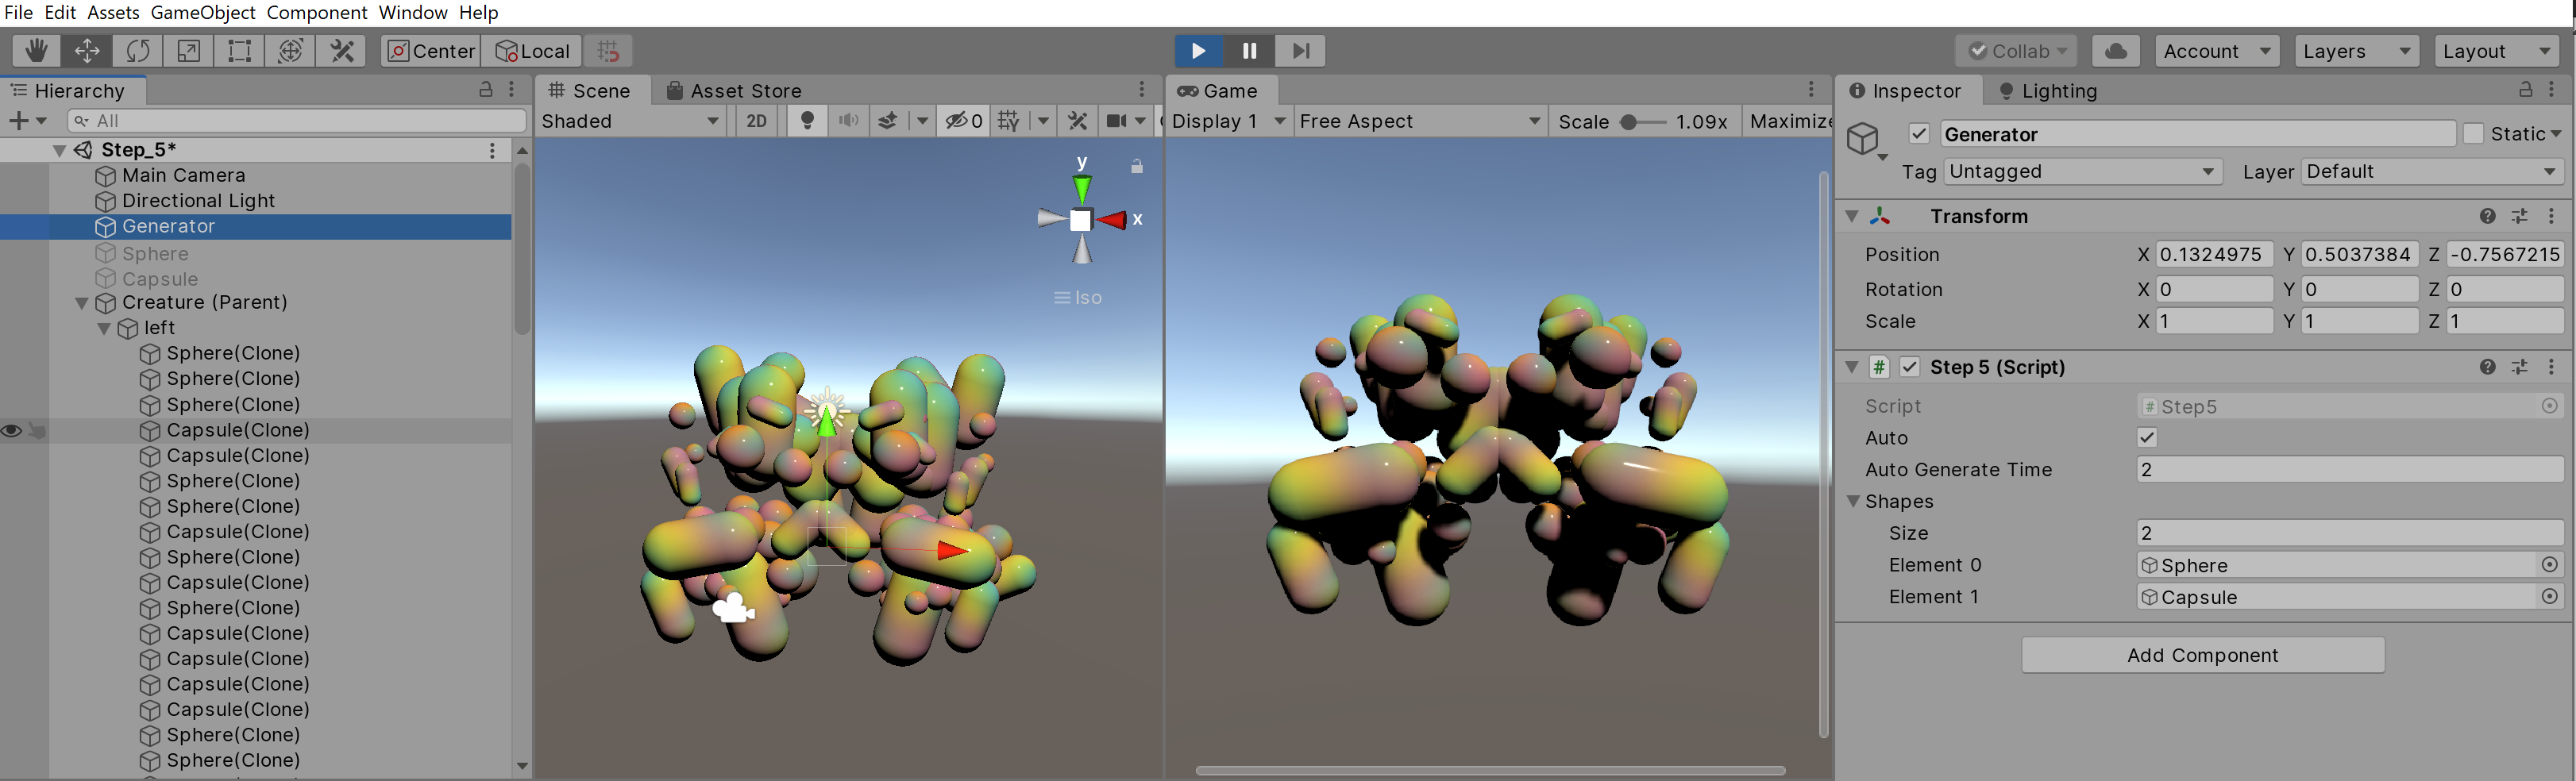 File Edit Assets GameObject Component Window Help
Center Local Collab Account Layers Layout
Hierarchy
All
Step_5*
Main Camera
Directional Light
Generator
Sphere
Capsule
Creature (Parent)
left
Sphere(Clone)
Sphere(Clone)
Sphere(Clone)
Capsule(Clone)
Capsule(Clone)
Sphere(Clone)
Sphere(Clone)
Capsule(Clone)
Sphere(Clone)
Capsule(Clone)
Sphere(Clone)
Capsule(Clone)
Capsule(Clone)
Capsule(Clone)
Capsule(Clone)
Sphere(Clone)
Sphere(Clone)
Scene Asset Store
Shaded 2D 0
y
x
Iso
Game
Display 1 Free Aspect Scale 1.09x Maximize
Inspector Lighting
Generator Static
Tag Untagged Layer Default
Transform
Position X 0.1324975 Y 0.5037384 Z -0.7567215
Rotation X 0 Y 0 Z 0
Scale X 1 Y 1 Z 1
# Step 5 (Script)
Script # Step5
Auto
Auto Generate Time 2
Shapes
Size 2
Element 0 Sphere
Element 1 Capsule
Add Component